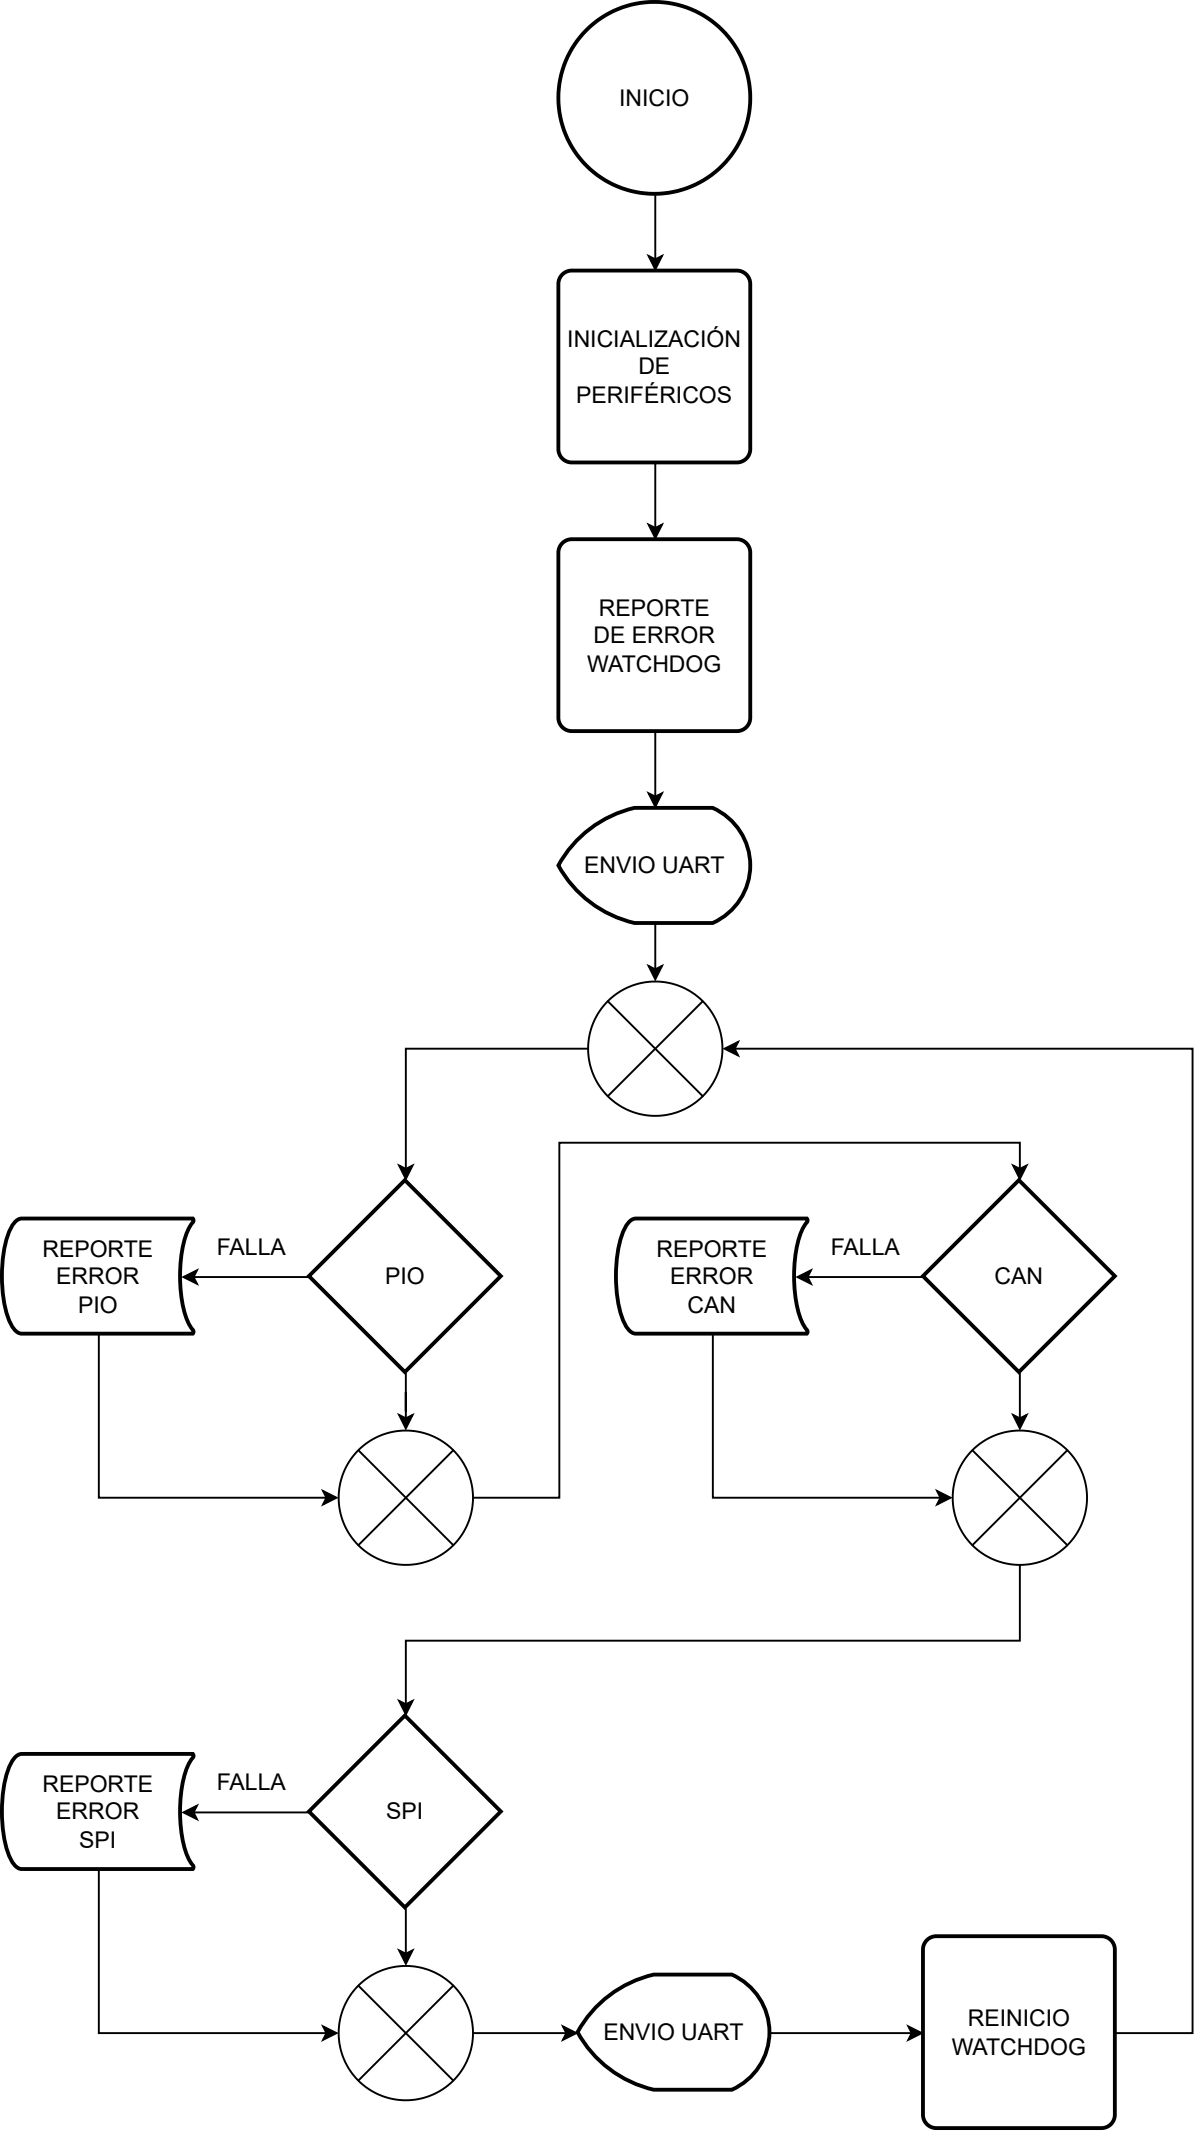 INICIO
INICIALIZACIÓN
DE
PERIFÉRICOS
REPORTE
DE ERROR
WATCHDOG
ENVIO UART
REPORTE
ERROR
PIO
FALLA
PIO
REPORTE
ERROR
CAN
FALLA
CAN
REPORTE
ERROR
SPI
FALLA
SPI
ENVIO UART
REINICIO
WATCHDOG